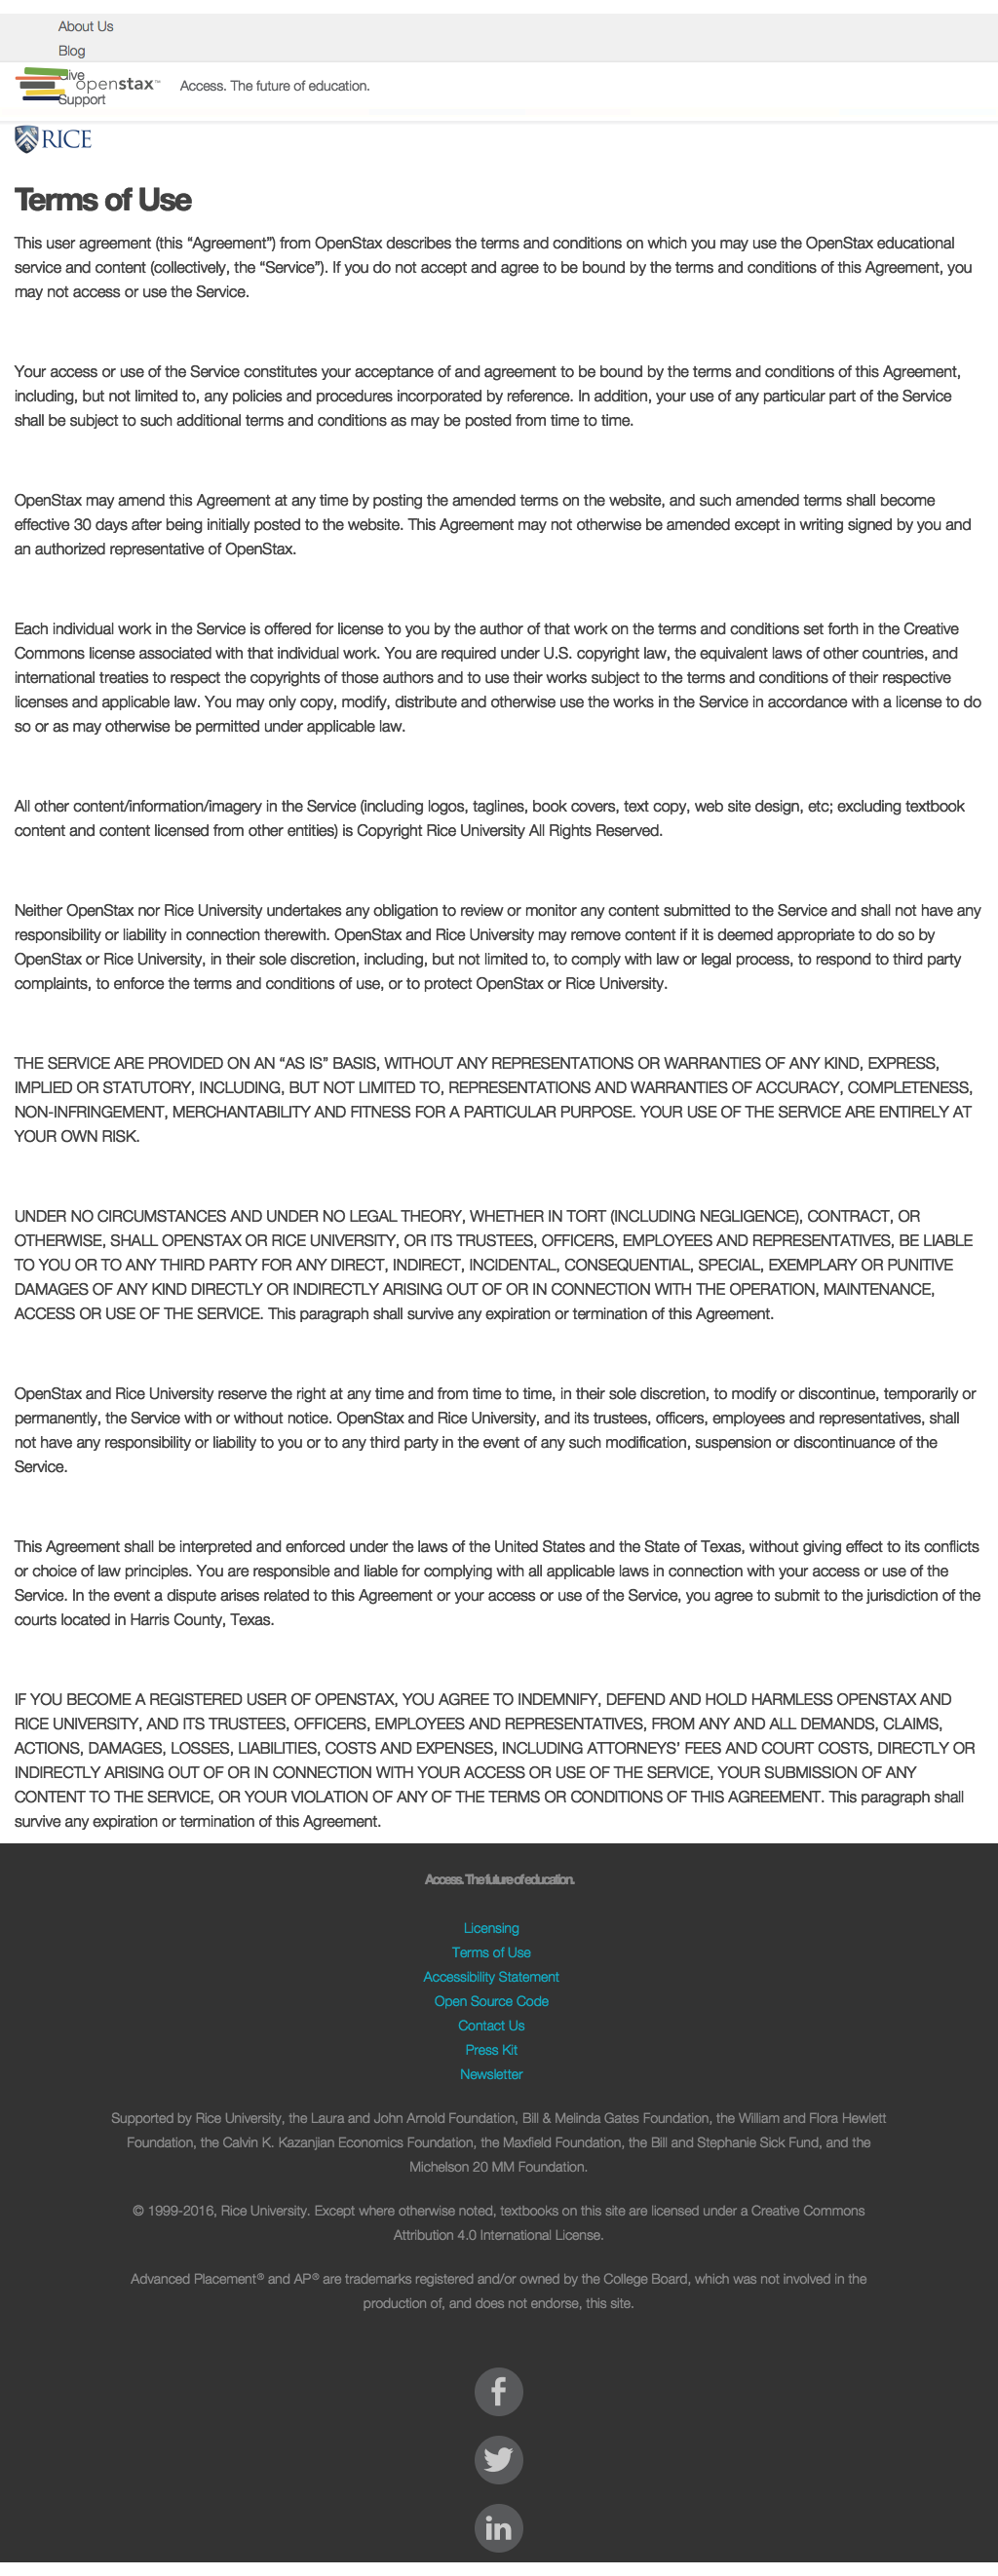 About Us
Blog
Give
openstax™ Access. The future of education.
Support
RICE
Terms of Use
This user agreement (this “Agreement”) from OpenStax describes the terms and conditions on which you may use the OpenStax educational
service and content (collectively, the “Service”). If you do not accept and agree to be bound by the terms and conditions of this Agreement, you
may not access or use the Service.
Your access or use of the Service constitutes your acceptance of and agreement to be bound by the terms and conditions of this Agreement,
including, but not limited to, any policies and procedures incorporated by reference. In addition, your use of any particular part of the Service
shall be subject to such additional terms and conditions as may be posted from time to time.
OpenStax may amend this Agreement at any time by posting the amended terms on the website, and such amended terms shall become
effective 30 days after being initially posted to the website. This Agreement may not otherwise be amended except in writing signed by you and
an authorized representative of OpenStax.
Each individual work in the Service is offered for license to you by the author of that work on the terms and conditions set forth in the Creative
Commons license associated with that individual work. You are required under U.S. copyright law, the equivalent laws of other countries, and
international treaties to respect the copyrights of those authors and to use their works subject to the terms and conditions of their respective
licenses and applicable law. You may only copy, modify, distribute and otherwise use the works in the Service in accordance with a license to do
so or as may otherwise be permitted under applicable law.
All other content/information/imagery in the Service (including logos, taglines, book covers, text copy, web site design, etc; excluding textbook
content and content licensed from other entities) is Copyright Rice University All Rights Reserved.
Neither OpenStax nor Rice University undertakes any obligation to review or monitor any content submitted to the Service and shall not have any
responsibility or liability in connection therewith. OpenStax and Rice University may remove content if it is deemed appropriate to do so by
OpenStax or Rice University, in their sole discretion, including, but not limited to, to comply with law or legal process, to respond to third party
complaints, to enforce the terms and conditions of use, or to protect OpenStax or Rice University.
THE SERVICE ARE PROVIDED ON AN “AS IS” BASIS, WITHOUT ANY REPRESENTATIONS OR WARRANTIES OF ANY KIND, EXPRESS,
IMPLIED OR STATUTORY, INCLUDING, BUT NOT LIMITED TO, REPRESENTATIONS AND WARRANTIES OF ACCURACY, COMPLETENESS,
NON-INFRINGEMENT, MERCHANTABILITY AND FITNESS FOR A PARTICULAR PURPOSE. YOUR USE OF THE SERVICE ARE ENTIRELY AT
YOUR OWN RISK.
UNDER NO CIRCUMSTANCES AND UNDER NO LEGAL THEORY, WHETHER IN TORT (INCLUDING NEGLIGENCE), CONTRACT, OR
OTHERWISE, SHALL OPENSTAX OR RICE UNIVERSITY, OR ITS TRUSTEES, OFFICERS, EMPLOYEES AND REPRESENTATIVES, BE LIABLE
TO YOU OR TO ANY THIRD PARTY FOR ANY DIRECT, INDIRECT, INCIDENTAL, CONSEQUENTIAL, SPECIAL, EXEMPLARY OR PUNITIVE
DAMAGES OF ANY KIND DIRECTLY OR INDIRECTLY ARISING OUT OF OR IN CONNECTION WITH THE OPERATION, MAINTENANCE,
ACCESS OR USE OF THE SERVICE. This paragraph shall survive any expiration or termination of this Agreement.
OpenStax and Rice University reserve the right at any time and from time to time, in their sole discretion, to modify or discontinue, temporarily or
permanently, the Service with or without notice. OpenStax and Rice University, and its trustees, officers, employees and representatives, shall
not have any responsibility or liability to you or to any third party in the event of any such modification, suspension or discontinuance of the
Service.
This Agreement shall be interpreted and enforced under the laws of the United States and the State of Texas, without giving effect to its conflicts
or choice of law principles. You are responsible and liable for complying with all applicable laws in connection with your access or use of the
Service. In the event a dispute arises related to this Agreement or your access or use of the Service, you agree to submit to the jurisdiction of the
courts located in Harris County, Texas.
IF YOU BECOME A REGISTERED USER OF OPENSTAX, YOU AGREE TO INDEMNIFY, DEFEND AND HOLD HARMLESS OPENSTAX AND
RICE UNIVERSITY, AND ITS TRUSTEES, OFFICERS, EMPLOYEES AND REPRESENTATIVES, FROM ANY AND ALL DEMANDS, CLAIMS,
ACTIONS, DAMAGES, LOSSES, LIABILITIES, COSTS AND EXPENSES, INCLUDING ATTORNEYS’ FEES AND COURT COSTS, DIRECTLY OR
INDIRECTLY ARISING OUT OF OR IN CONNECTION WITH YOUR ACCESS OR USE OF THE SERVICE, YOUR SUBMISSION OF ANY
CONTENT TO THE SERVICE, OR YOUR VIOLATION OF ANY OF THE TERMS OR CONDITIONS OF THIS AGREEMENT. This paragraph shall
survive any expiration or termination of this Agreement.
Access. The future of education.
Licensing
Terms of Use
Accessibility Statement
Open Source Code
Contact Us
Press Kit
Newsletter
Supported by Rice University, the Laura and John Arnold Foundation, Bill & Melinda Gates Foundation, the William and Flora Hewlett
Foundation, the Calvin K. Kazanjian Economics Foundation, the Maxfield Foundation, the Bill and Stephanie Sick Fund, and the
Michelson 20 MM Foundation.
© 1999-2016, Rice University. Except where otherwise noted, textbooks on this site are licensed under a Creative Commons
Attribution 4.0 International License.
Advanced Placement® and AP® are trademarks registered and/or owned by the College Board, which was not involved in the
production of, and does not endorse, this site.